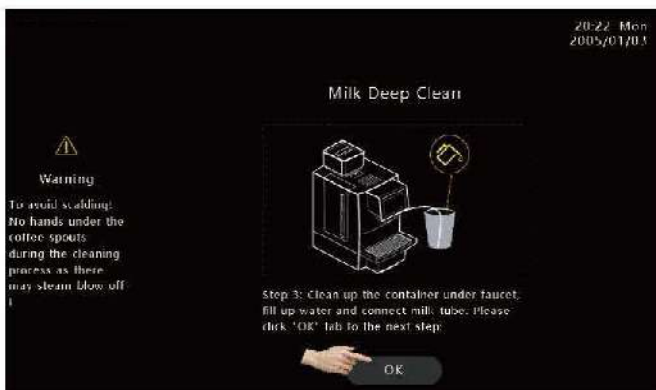 20:22 Mon
2005/01/03
Milk Deep Clean
Warning
To avoid scalding!
No hands under the
coffee spouts
during the cleaning
process as there
may steam blow off
!
Step 3: Clean up the container under faucet,
fill up water and connect milk tube. Please
click "OK" tab to the next step.
OK